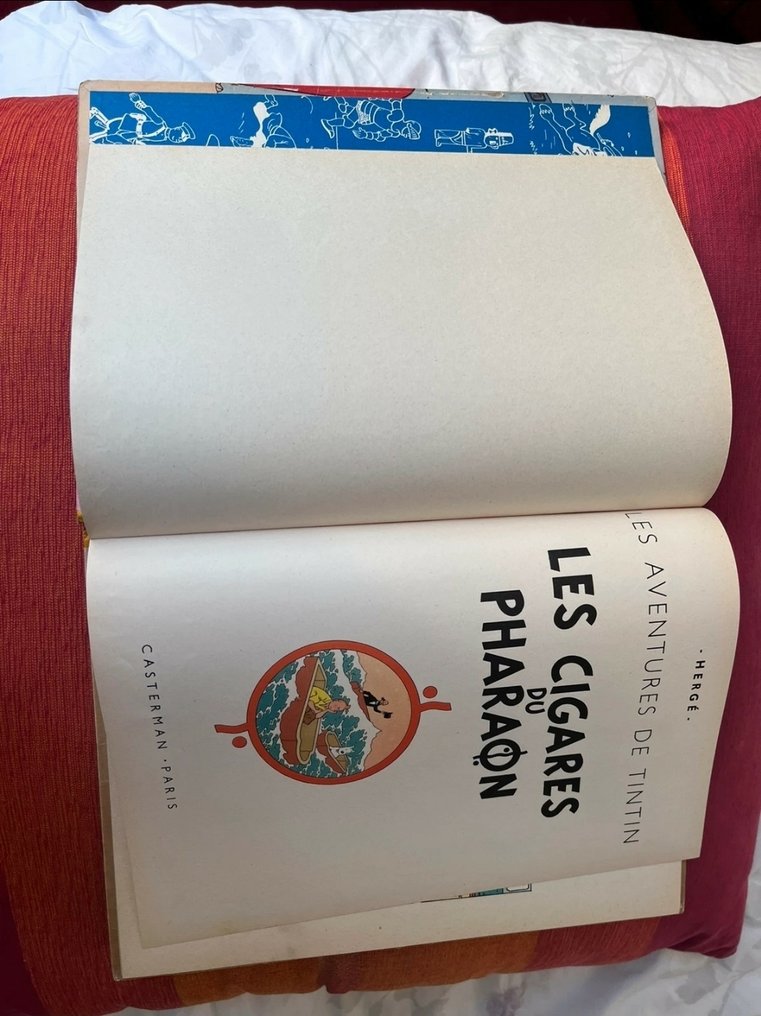 - HERGÉ -
LES AVENTURES DE TINTIN
LES CIGARES
DU
PHARAON
CASTERMAN · PARIS